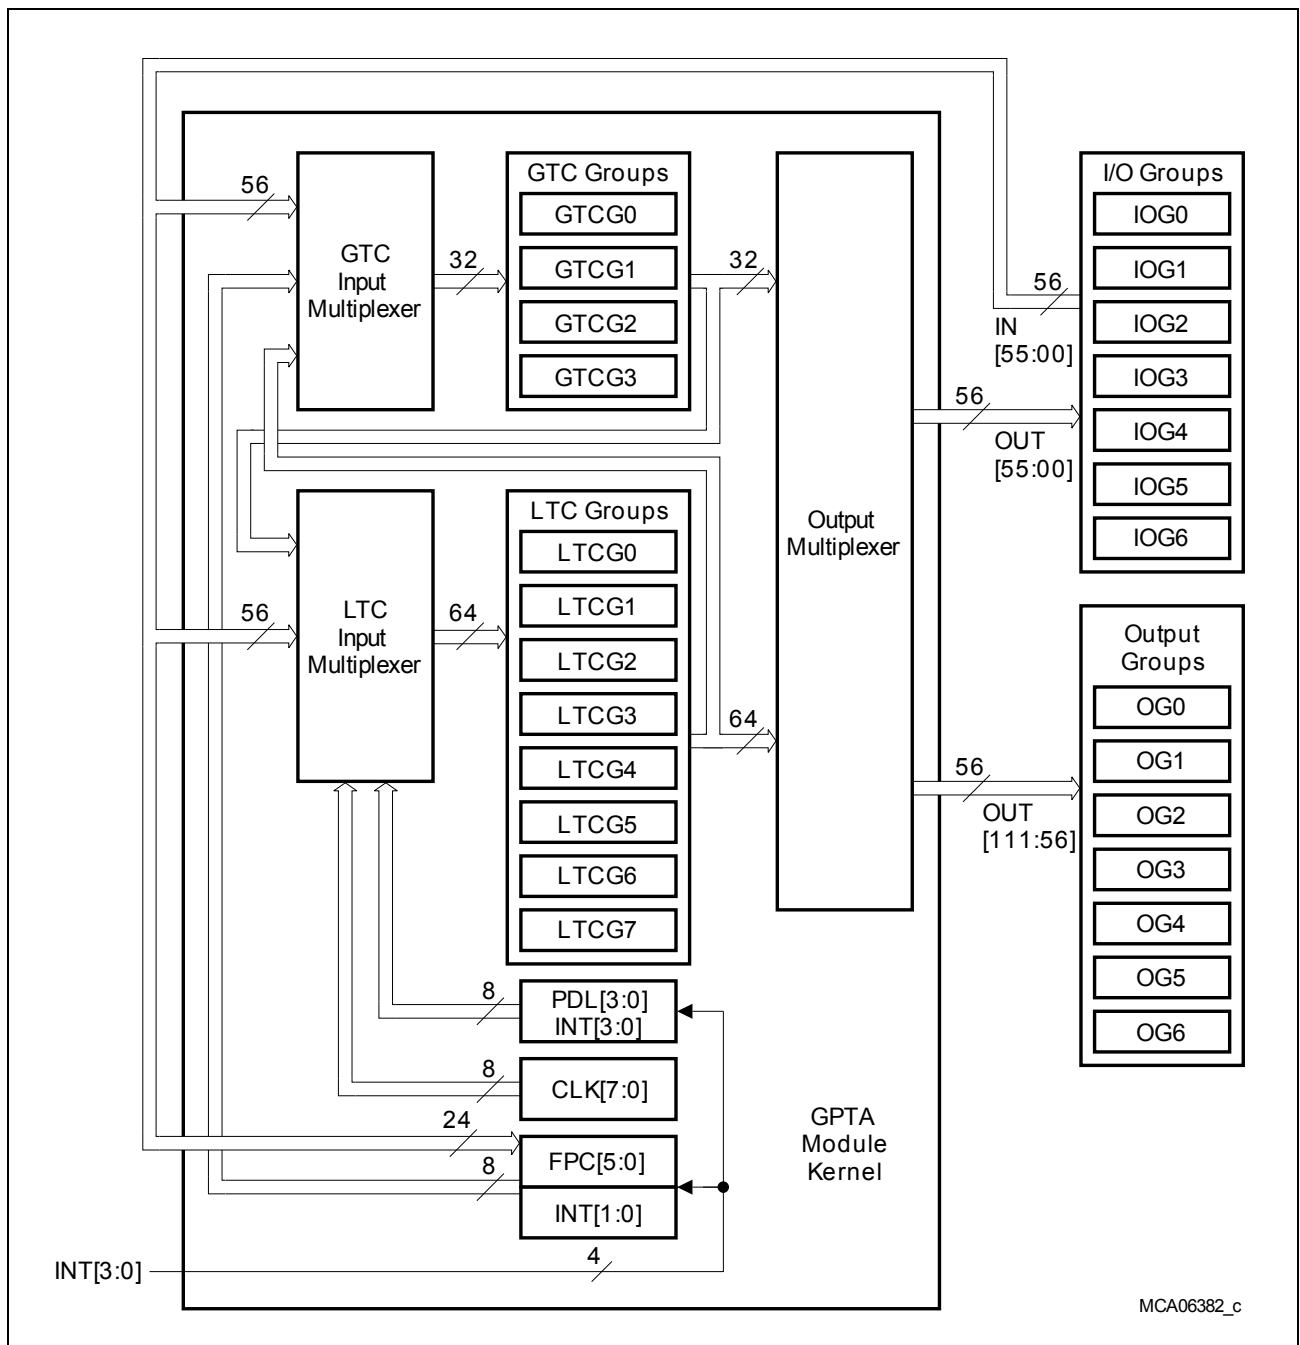 56
GTC
Input
Multiplexer
32
GTC Groups
GTCG0
GTCG1
GTCG2
GTCG3
32
I/O Groups
IOG0
IOG1
IOG2
IOG3
IOG4
IOG5
IOG6
56
IN
[55:00]
56
OUT
[55:00]
56
LTC
Input
Multiplexer
64
LTC Groups
LTCG0
LTCG1
LTCG2
LTCG3
LTCG4
LTCG5
LTCG6
LTCG7
64
Output
Multiplexer
56
OUT
[111:56]
Output
Groups
OG0
OG1
OG2
OG3
OG4
OG5
OG6
8
PDL[3:0]
INT[3:0]
8
CLK[7:0]
24
FPC[5:0]
8
INT[1:0]
GPTA
Module
Kernel
INT[3:0]
4
MCA06382_c